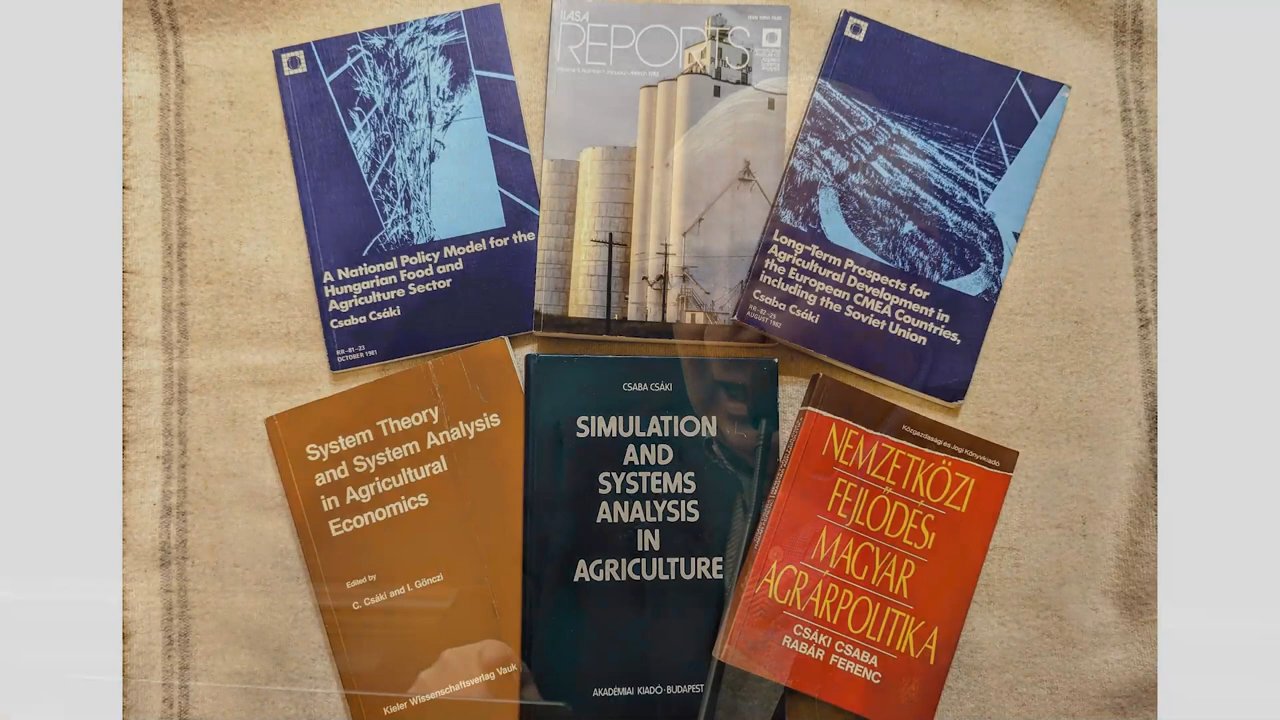 A National Policy Model for the
Hungarian Food and
Agriculture Sector
Csaba Csáki
RR-81-23
OCTOBER 1981
IIASA
REPORTS
Long-Term Prospects for
Agricultural Development in
the European CMEA Countries,
including the Soviet Union
Csaba Csáki
RR-82-25
AUGUST 1982
System Theory
and System Analysis
in Agricultural
Economics
Edited by
C. Csáki and I. Gönczi
Kieler Wissenschaftsverlag Vauk
CSABA CSÁKI
SIMULATION
AND
SYSTEMS
ANALYSIS
IN
AGRICULTURE
AKADÉMIAI KIADÓ·BUDAPEST
Közgazdasági és Jogi Könyvkiadó
NEMZETKÖZI
FEJLŐDÉS,
MAGYAR
AGRÁRPOLITIKA
CSÁKI CSABA
RABÁR FERENC